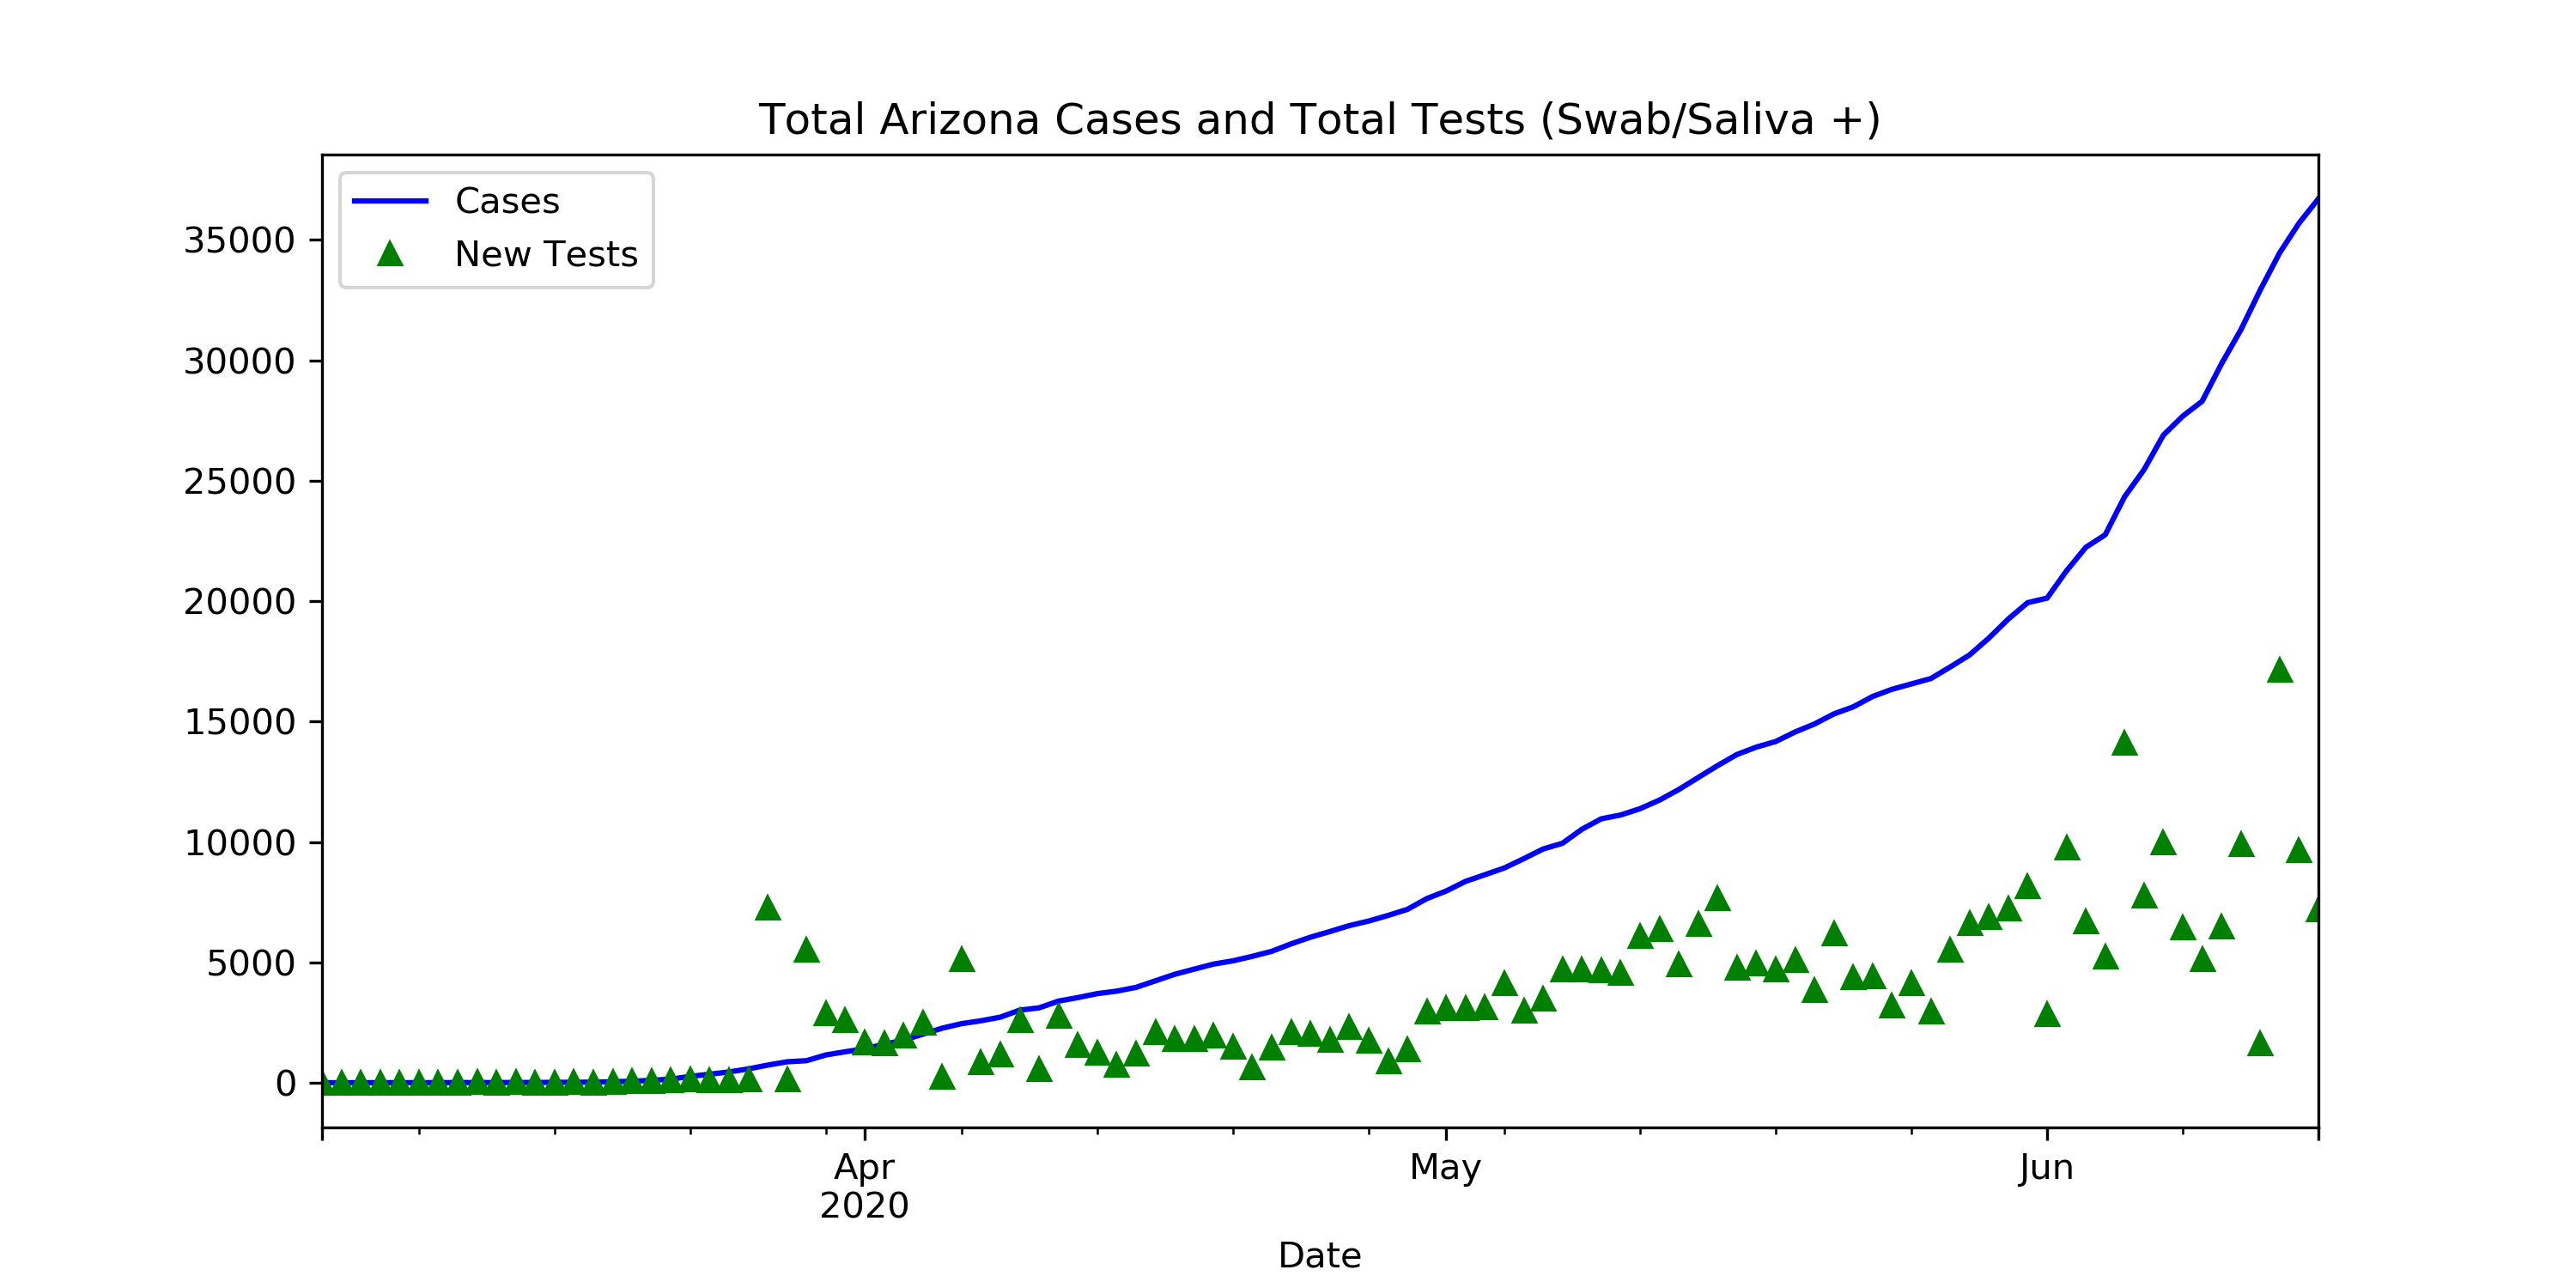 Total Arizona Cases and Total Tests (Swab/Saliva +)
Cases
New Tests
35000
30000
25000
20000
15000
10000
5000
0
Apr
2020
May
Jun
Date